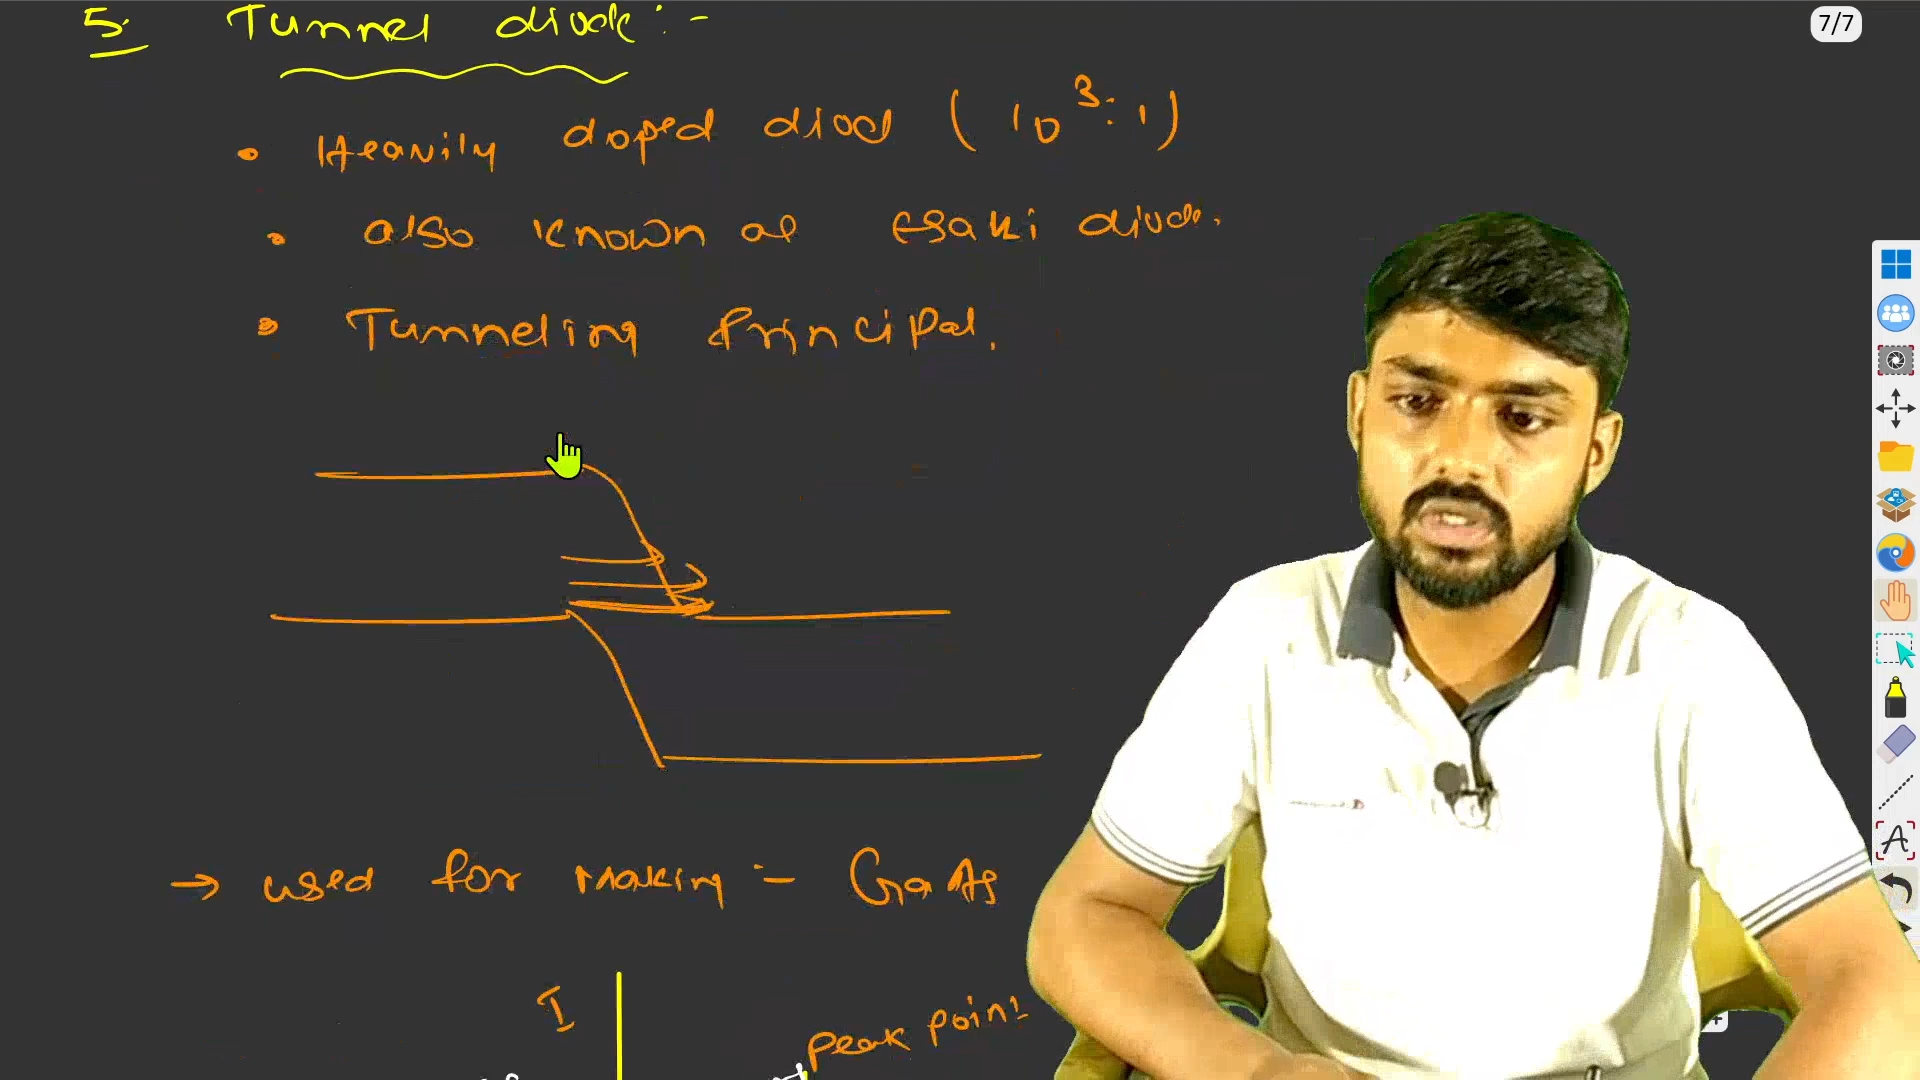 5. Tunnel diode:-
7/7
• Heavily doped diod (10³:1)
• also known as Esaki diode.
• Tunneling Principal.
→ used for making :- GaAs
I
Peak point